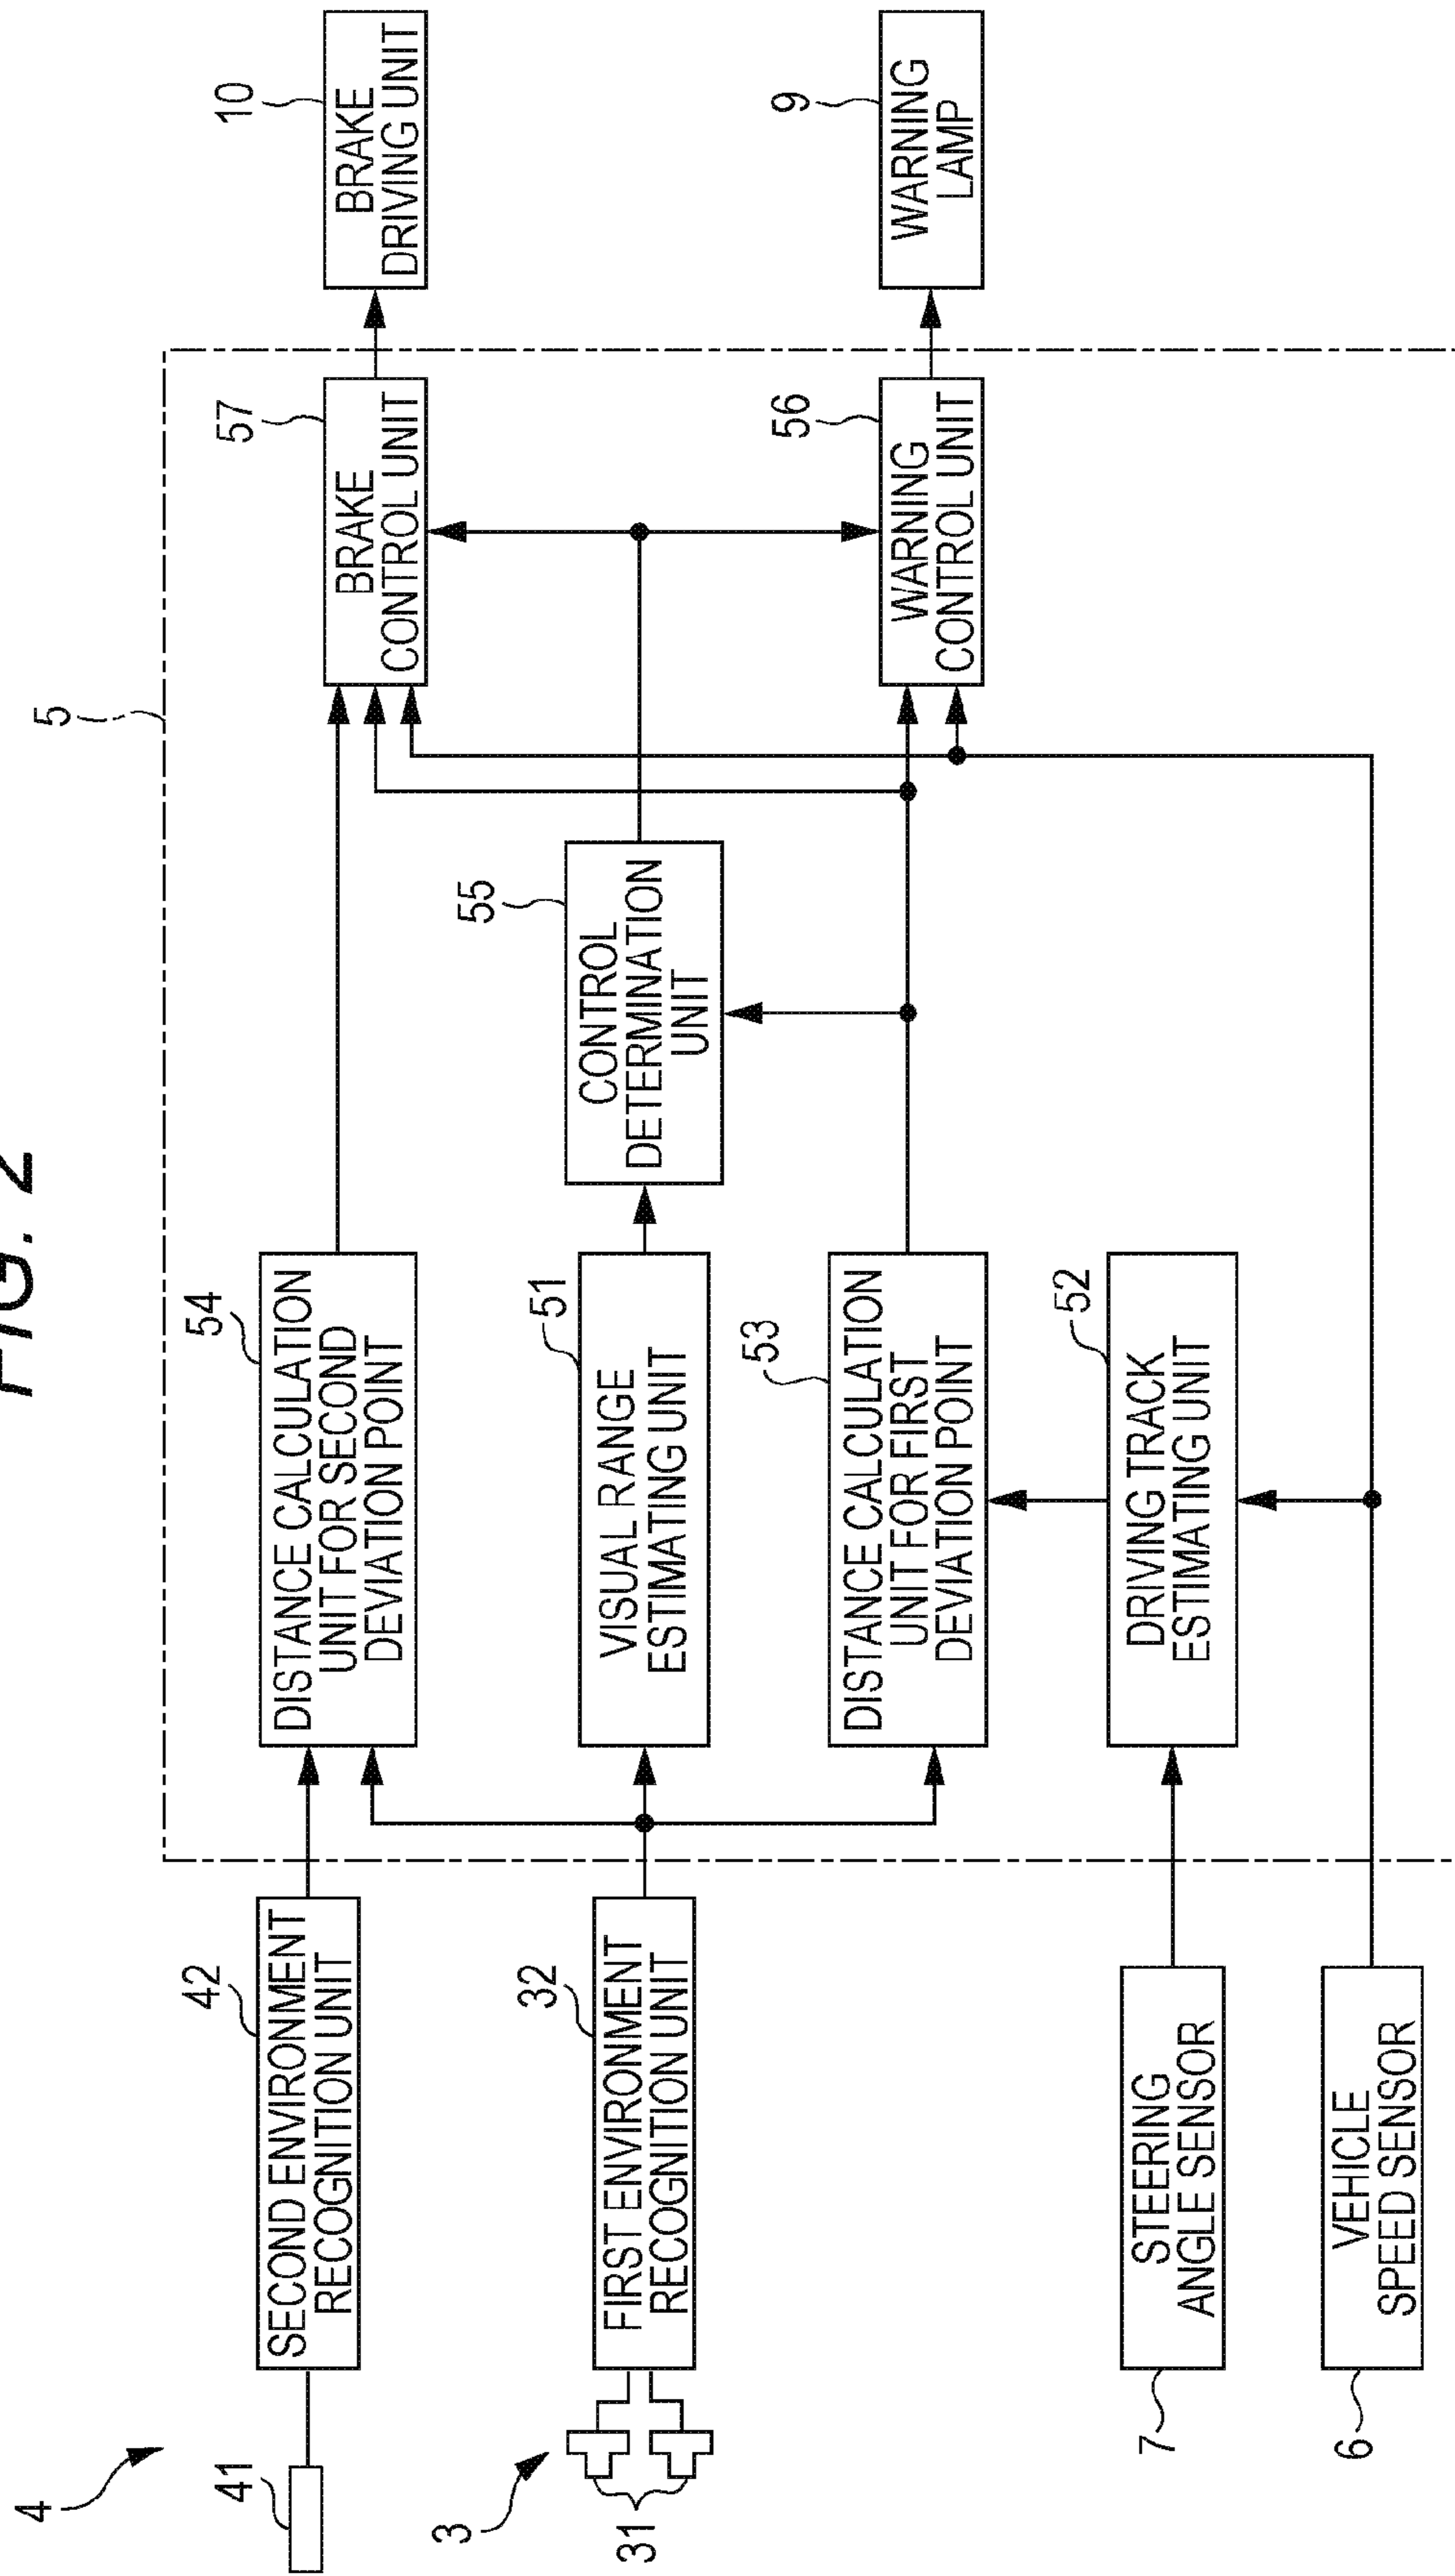 FIG. 2
4
41
SECOND ENVIRONMENT
RECOGNITION UNIT
42
3
31
FIRST ENVIRONMENT
RECOGNITION UNIT
32
STEERING
ANGLE SENSOR
7
VEHICLE
SPEED SENSOR
6
5
DISTANCE CALCULATION
UNIT FOR SECOND
DEVIATION POINT
54
VISUAL RANGE
ESTIMATING UNIT
51
DISTANCE CALCULATION
UNIT FOR FIRST
DEVIATION POINT
53
DRIVING TRACK
ESTIMATING UNIT
52
CONTROL
DETERMINATION
UNIT
55
BRAKE
CONTROL UNIT
57
WARNING
CONTROL UNIT
56
BRAKE
DRIVING UNIT
10
WARNING
LAMP
9